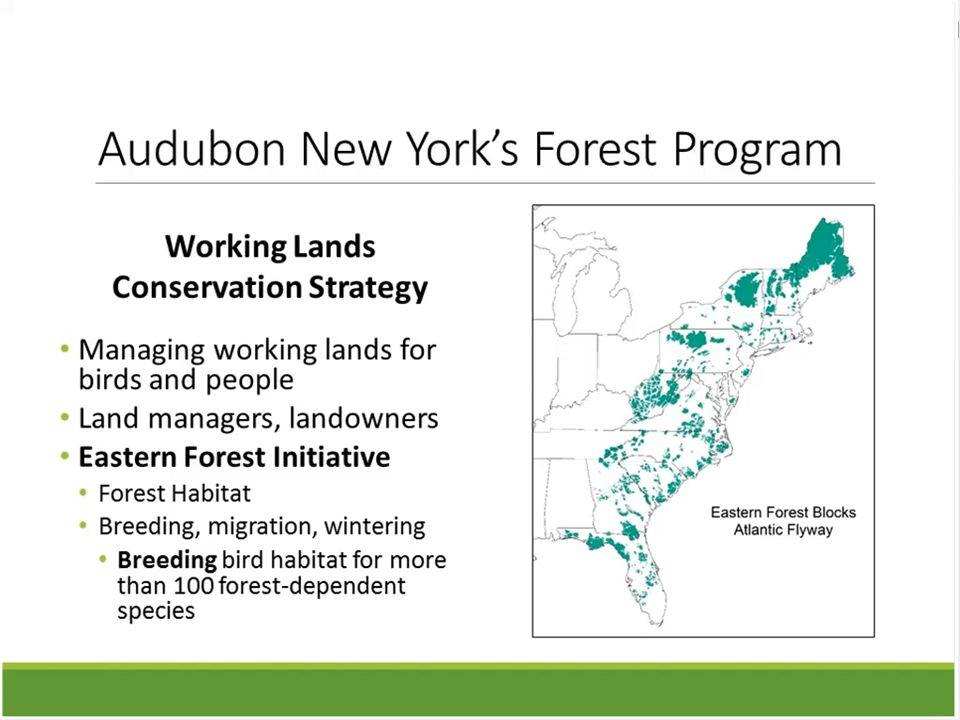 Audubon New York’s Forest Program
Working Lands
Conservation Strategy
• Managing working lands for
birds and people
• Land managers, landowners
• Eastern Forest Initiative
• Forest Habitat
• Breeding, migration, wintering
• Breeding bird habitat for more
than 100 forest-dependent
species
Eastern Forest Blocks
Atlantic Flyway